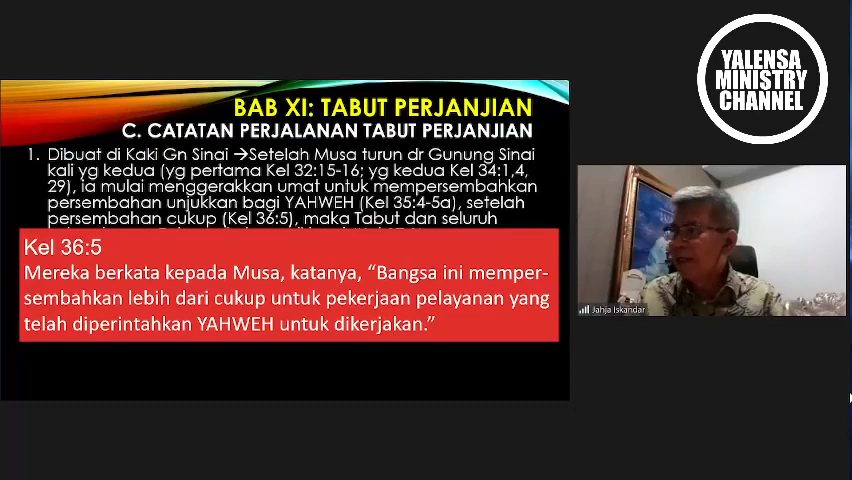 YALENSA
MINISTRY
CHANNEL
BAB XI: TABUT PERJANJIAN
C. CATATAN PERJALANAN TABUT PERJANJIAN
1. Dibuat di Kaki Gn Sinai →Setelah Musa turun dr Gunung Sinai
kali yg kedua (yg pertama Kel 32:15-16; yg kedua Kel 34:1,4,
29), ia mulai menggerakkan umat untuk mempersembahkan
persembahan unjukkan bagi YAHWEH (Kel 35:4-5a), setelah
persembahan cukup (Kel 36:5), maka Tabut dan seluruh
Kel 36:5
Mereka berkata kepada Musa, katanya, “Bangsa ini memper-
sembahkan lebih dari cukup untuk pekerjaan pelayanan yang
telah diperintahkan YAHWEH untuk dikerjakan.”
Jahja Iskandar